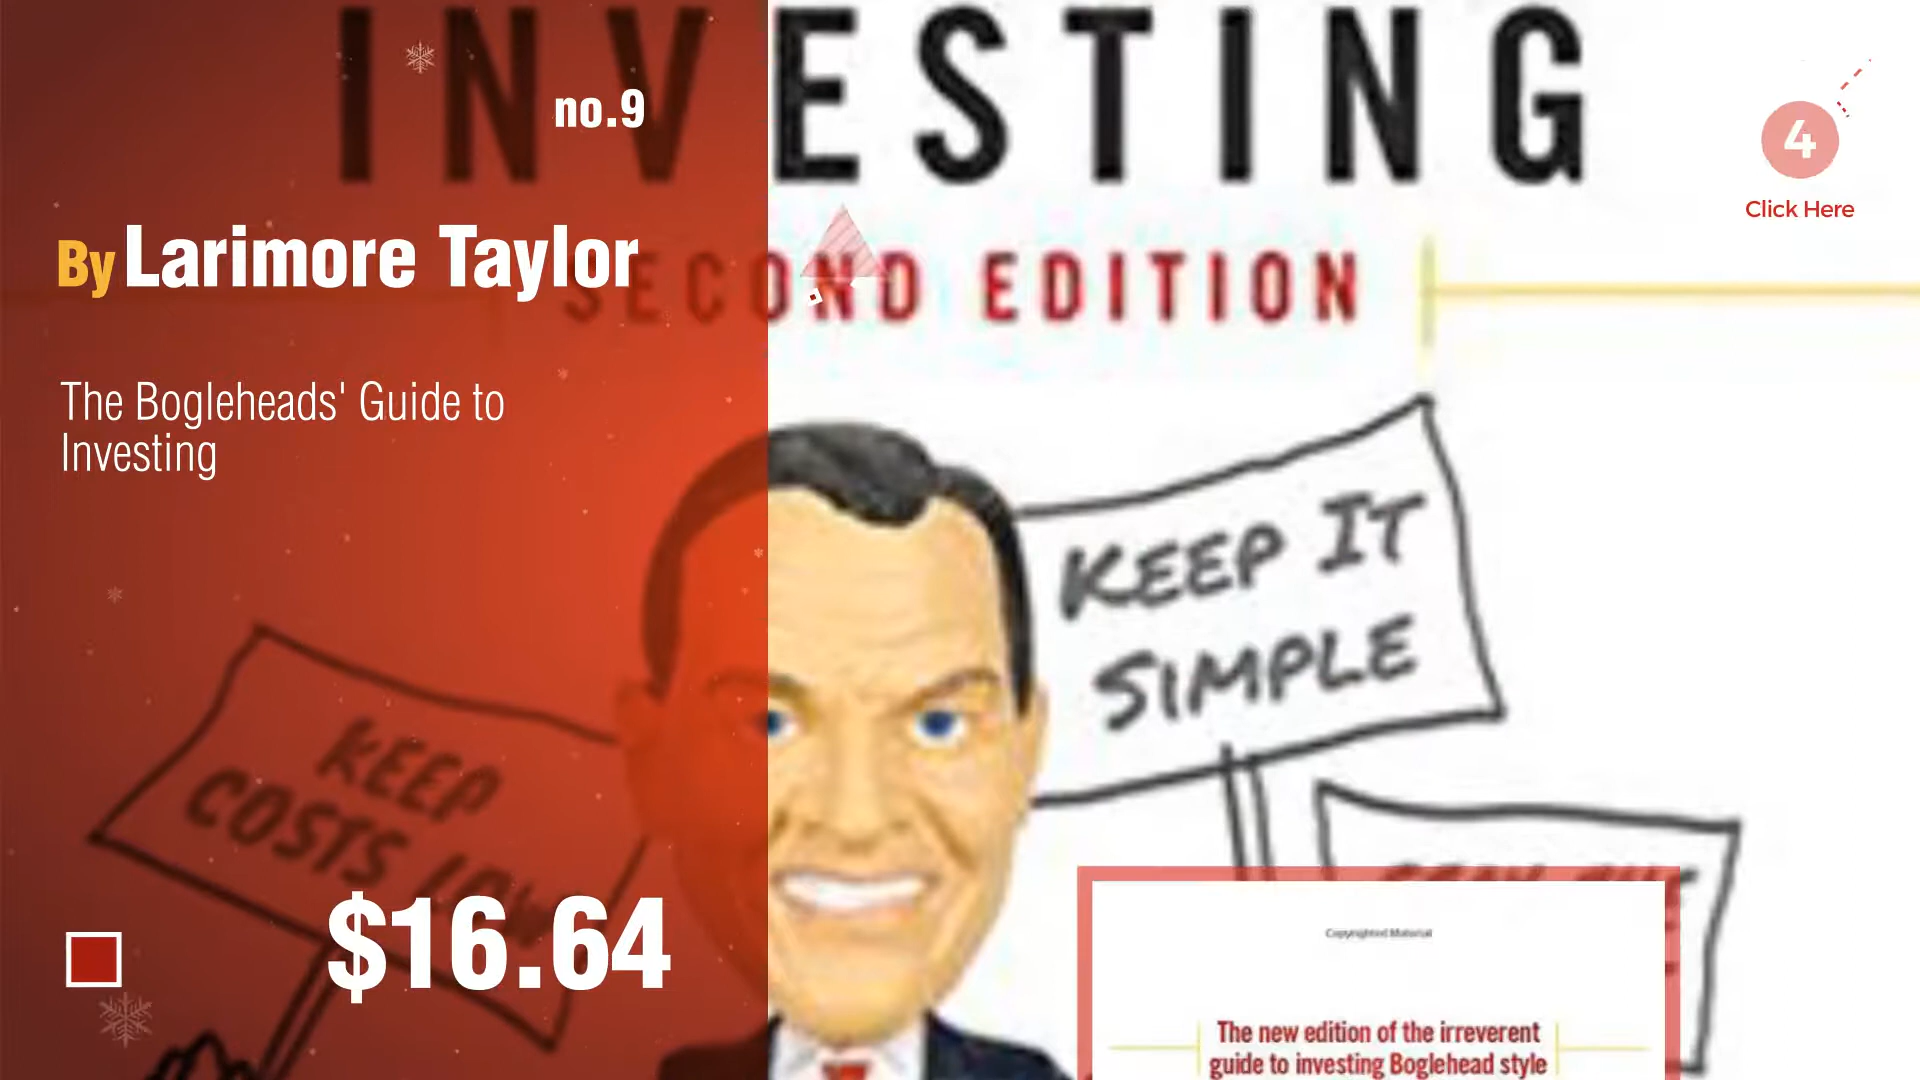 INVESTING
no.9
4
Click Here
By Larimore Taylor
SECOND EDITION
The Bogleheads' Guide to
Investing
KEEP IT
SIMPLE
KEEP
COSTS LOW
$16.64
Copyrighted Material
The new edition of the irreverent
guide to investing Boglehead style